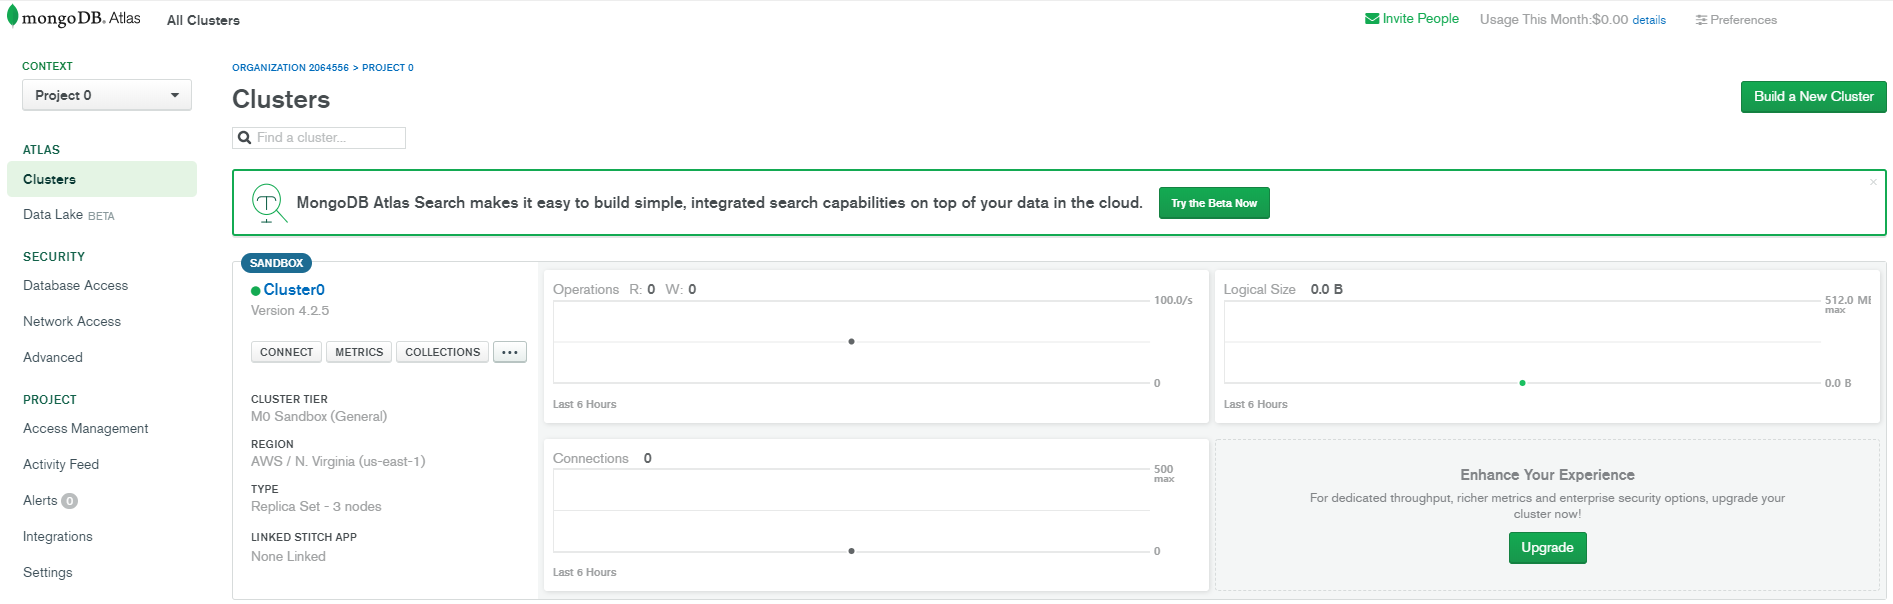 mongoDB. Atlas
All Clusters
Invite People
Usage This Month:$0.00 details
Preferences
CONTEXT
Project 0
ATLAS
Clusters
Data Lake BETA
SECURITY
Database Access
Network Access
Advanced
PROJECT
Access Management
Activity Feed
Alerts 0
Integrations
Settings
ORGANIZATION 2064556 > PROJECT 0
Clusters
Build a New Cluster
Find a cluster...
MongoDB Atlas Search makes it easy to build simple, integrated search capabilities on top of your data in the cloud.
Try the Beta Now
×
SANDBOX
Cluster0
Version 4.2.5
CONNECT
METRICS
COLLECTIONS
...
CLUSTER TIER
M0 Sandbox (General)
REGION
AWS / N. Virginia (us-east-1)
TYPE
Replica Set - 3 nodes
LINKED STITCH APP
None Linked
Operations R: 0 W: 0
100.0/s
0
Last 6 Hours
Logical Size 0.0 B
512.0 MB
max
0.0 B
Last 6 Hours
Connections 0
500
max
0
Last 6 Hours
Enhance Your Experience
For dedicated throughput, richer metrics and enterprise security options, upgrade your
cluster now!
Upgrade